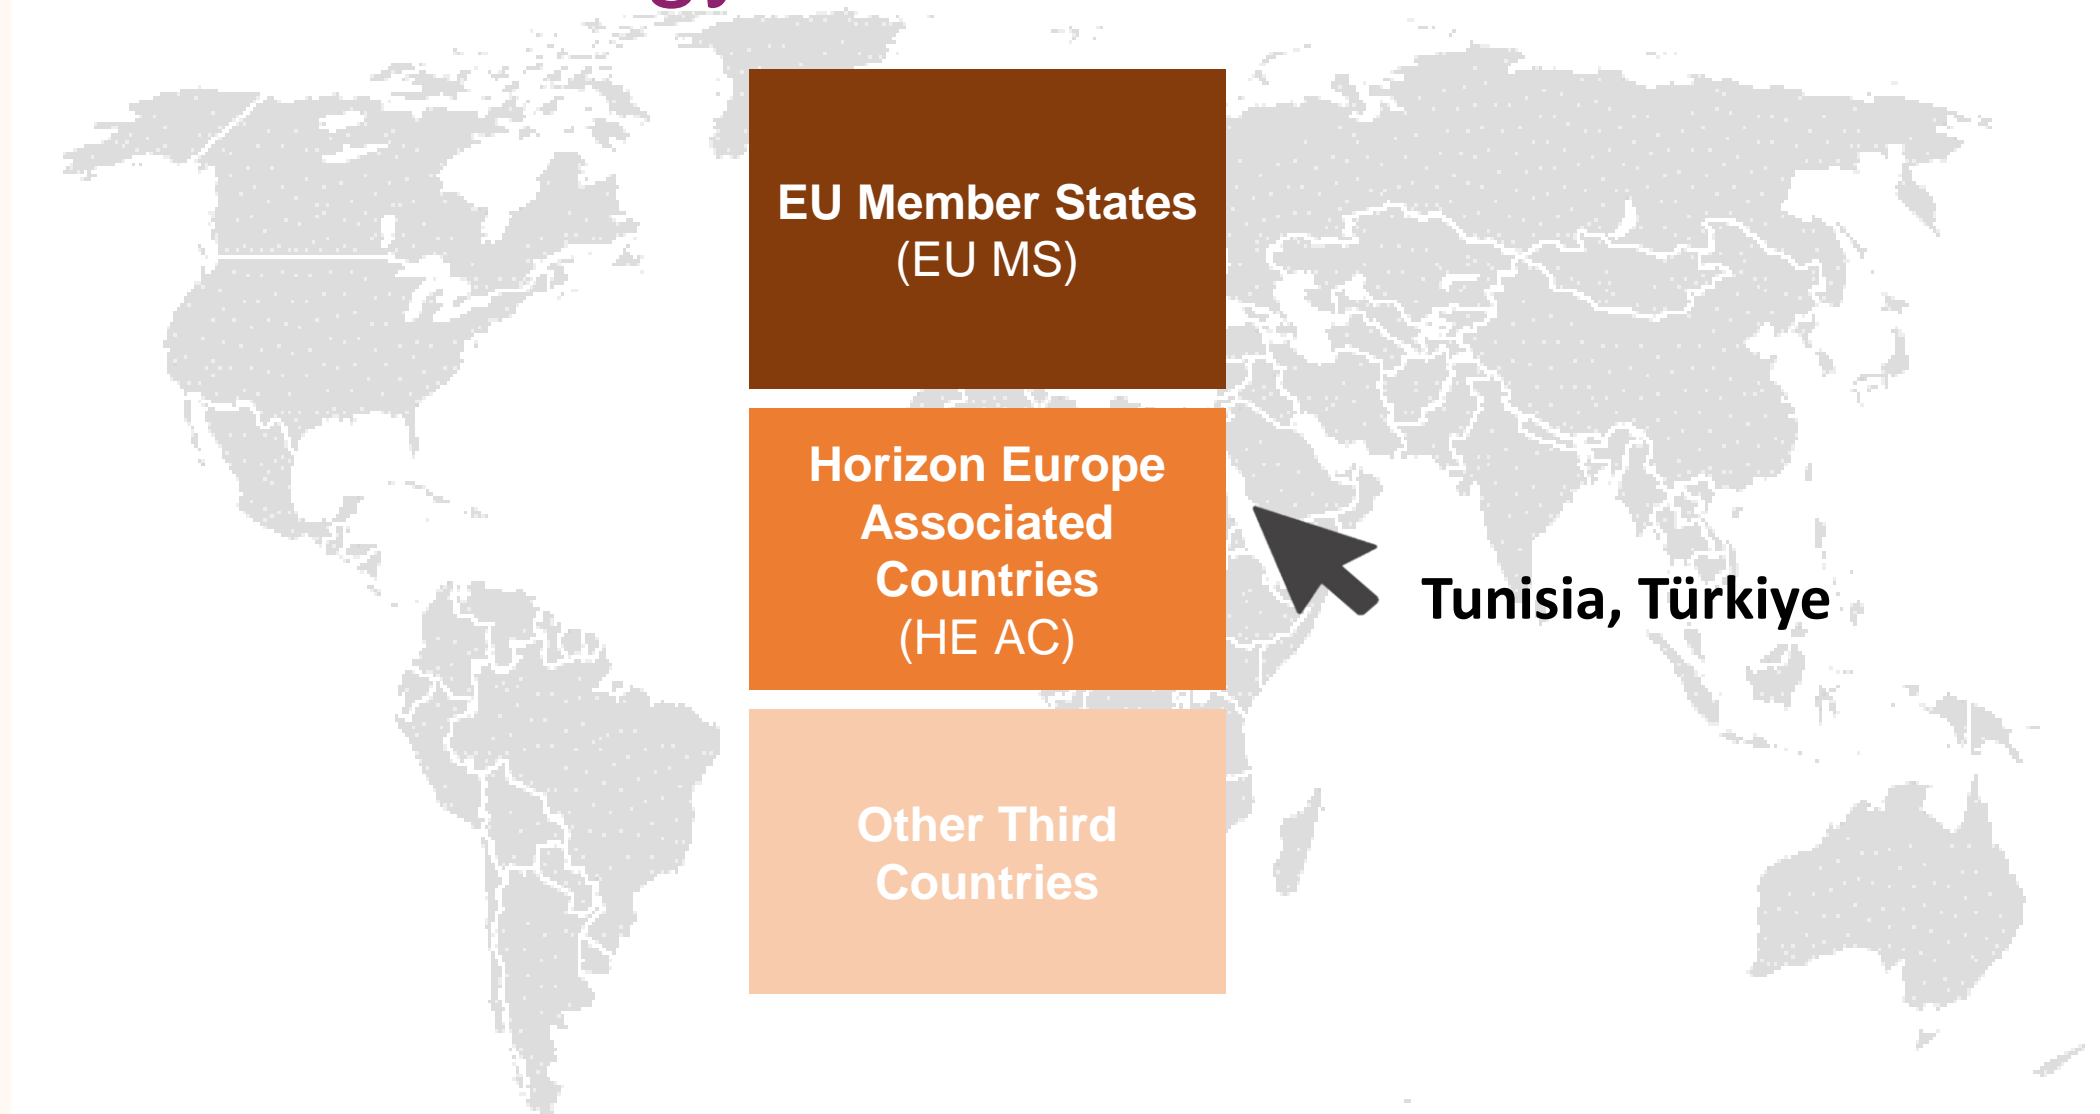 EU Member States
(EU MS)
Horizon Europe
Associated
Countries
(HE AC)
Tunisia, Türkiye
Other Third
Countries